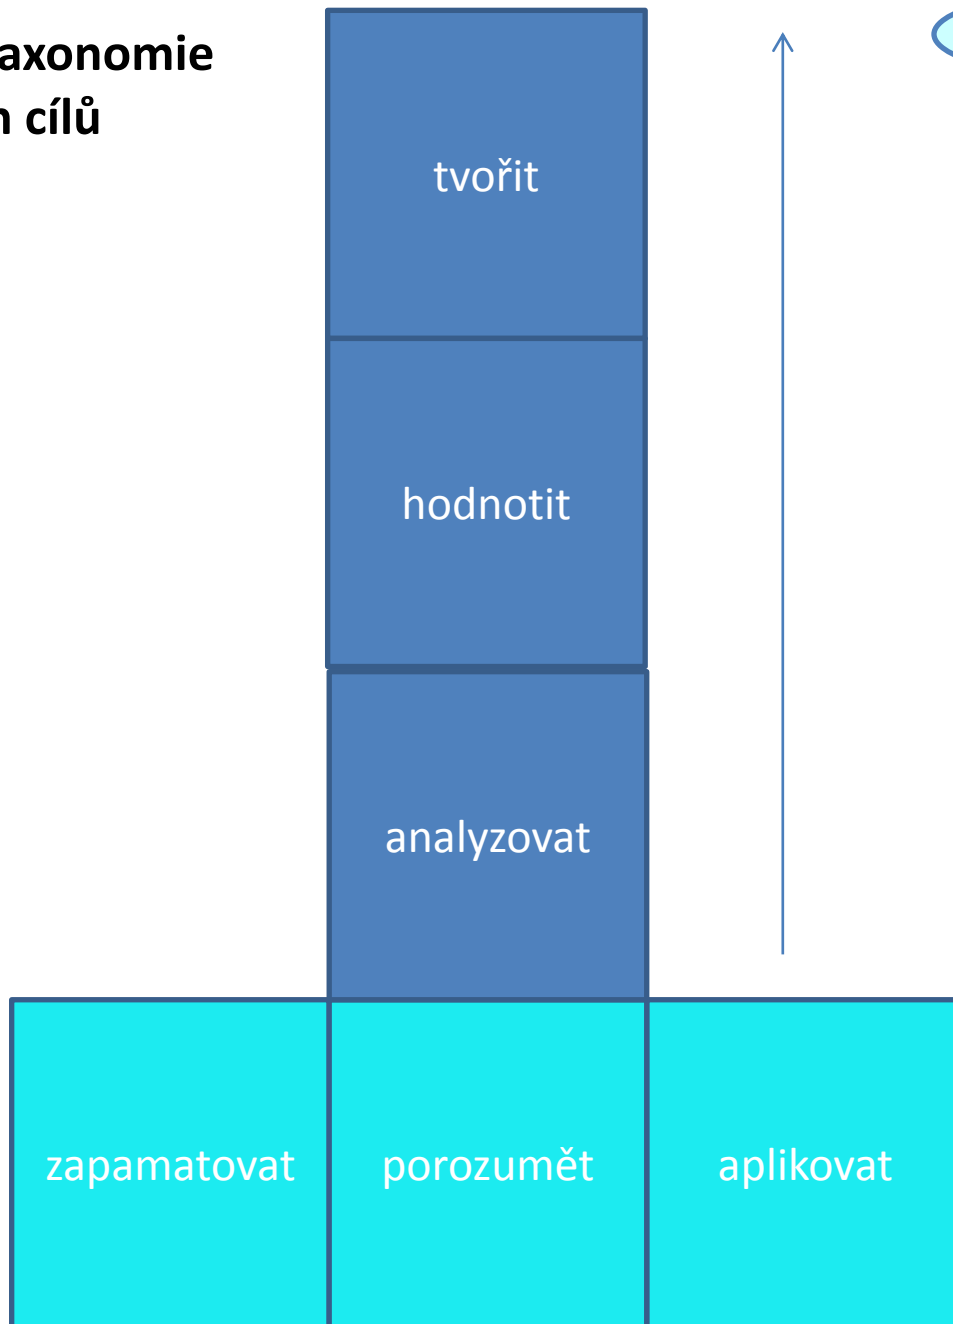 axonomie
h cílů
tvořit
hodnotit
analyzovat
zapamatovat porozumět aplikovat